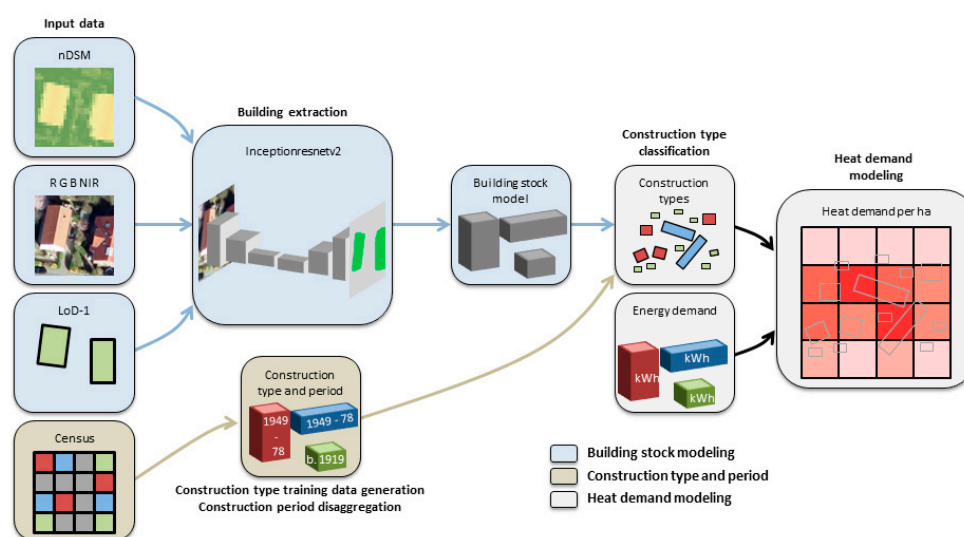 Input data
nDSM
R G B NIR
LoD-1
Census
Building extraction
Inceptionresnetv2
Construction
type and period
1949
-
78
1949 - 78
b. 1919
Construction type training data generation
Construction period disaggregation
Building stock
model
Construction type
classification
Construction
types
Energy demand
kWh
kWh
kWh
Heat demand
modeling
Heat demand per ha
Building stock modeling
Construction type and period
Heat demand modeling